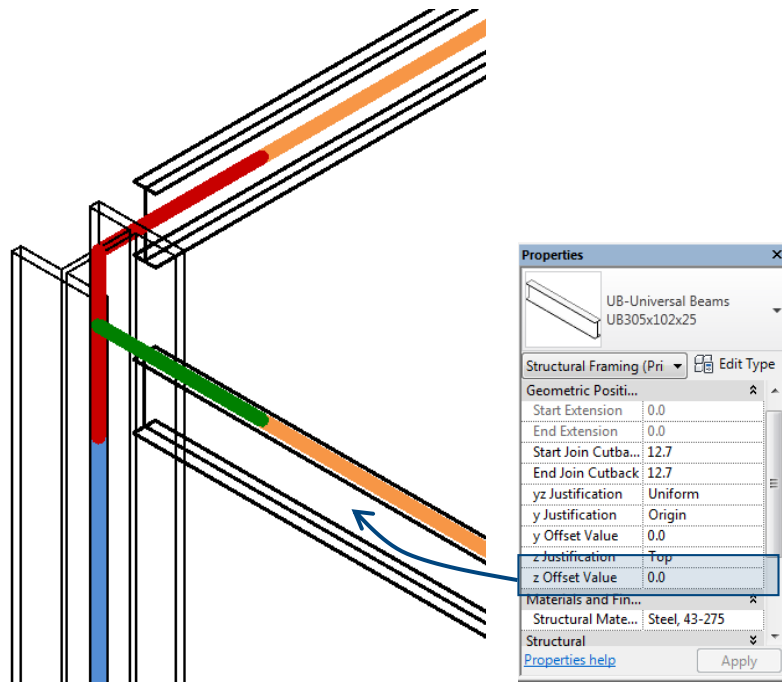 Properties
UB-Universal Beams
UB305x102x25
Structural Framing (Pri
Edit Type
Geometric Positi...
Start Extension 0.0
End Extension 0.0
Start Join Cutba... 12.7
End Join Cutback 12.7
yz Justification Uniform
y Justification Origin
y Offset Value 0.0
z Justification Top
z Offset Value 0.0
Materials and Fin...
Structural Mate... Steel, 43-275
Structural
Properties help
Apply